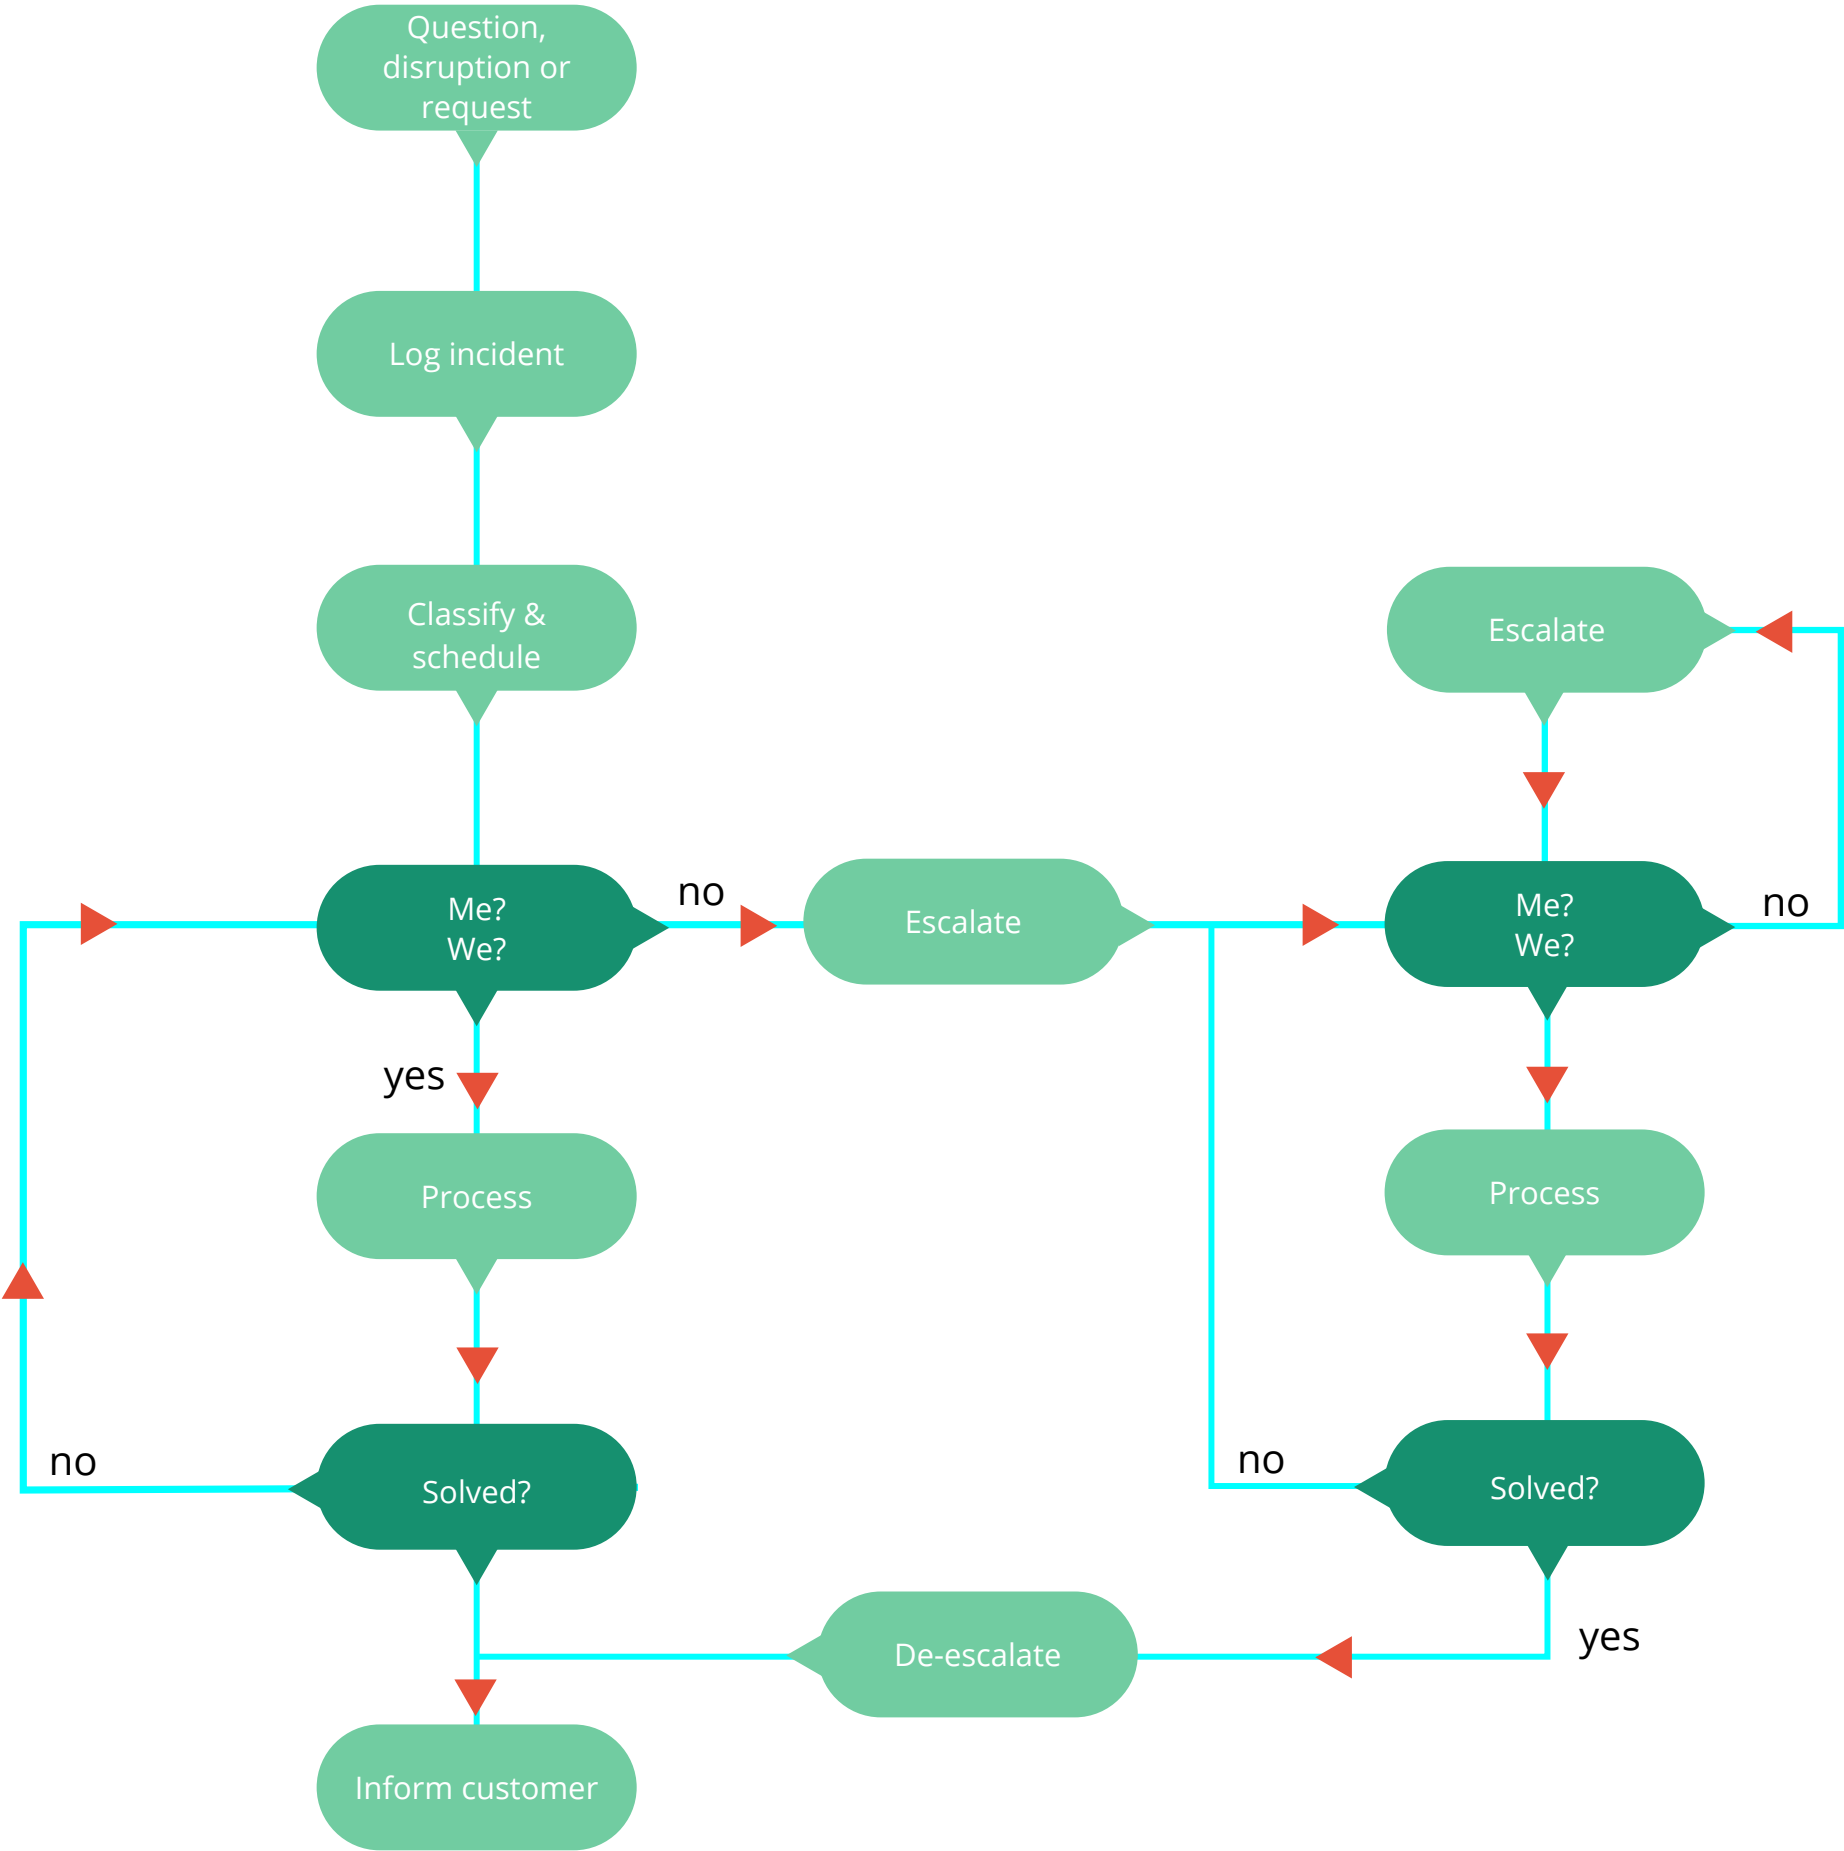 Question,
disruption or
request
Log incident
Classify &
schedule
Escalate
Me?
We?
no
Escalate
Me?
We?
no
yes
Process
Process
no
Solved?
no
Solved?
yes
De-escalate
Inform customer